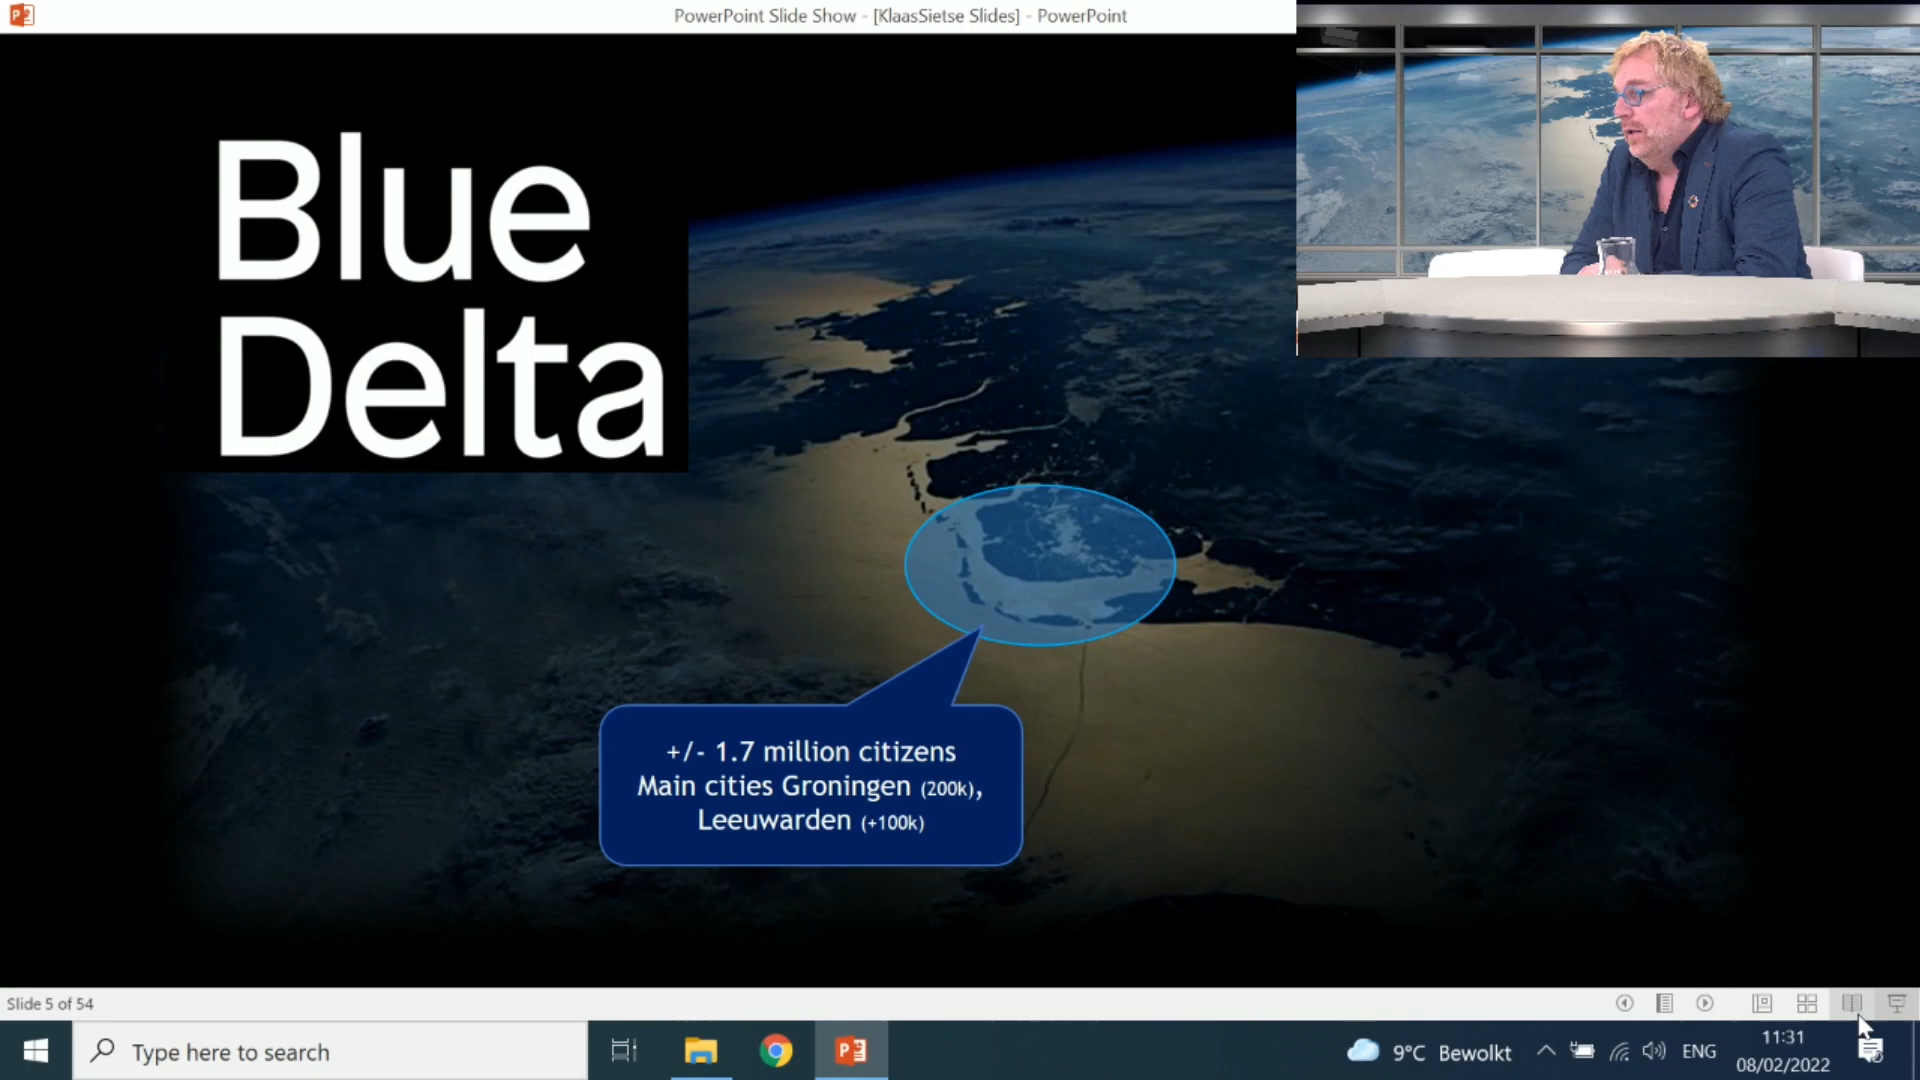 PowerPoint Slide Show - [KlaasSietse Slides] - PowerPoint
Blue
Delta
+/- 1.7 million citizens
Main cities Groningen (200k),
Leeuwarden (+100k)
Slide 5 of 54
Type here to search
9°C Bewolkt
ENG
11:31
08/02/2022